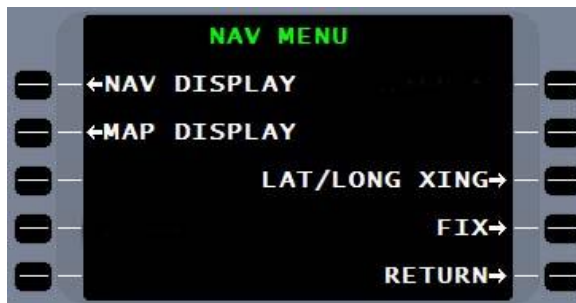 NAV MENU
←NAV DISPLAY
←MAP DISPLAY
LAT/LONG XING→
FIX→
RETURN→